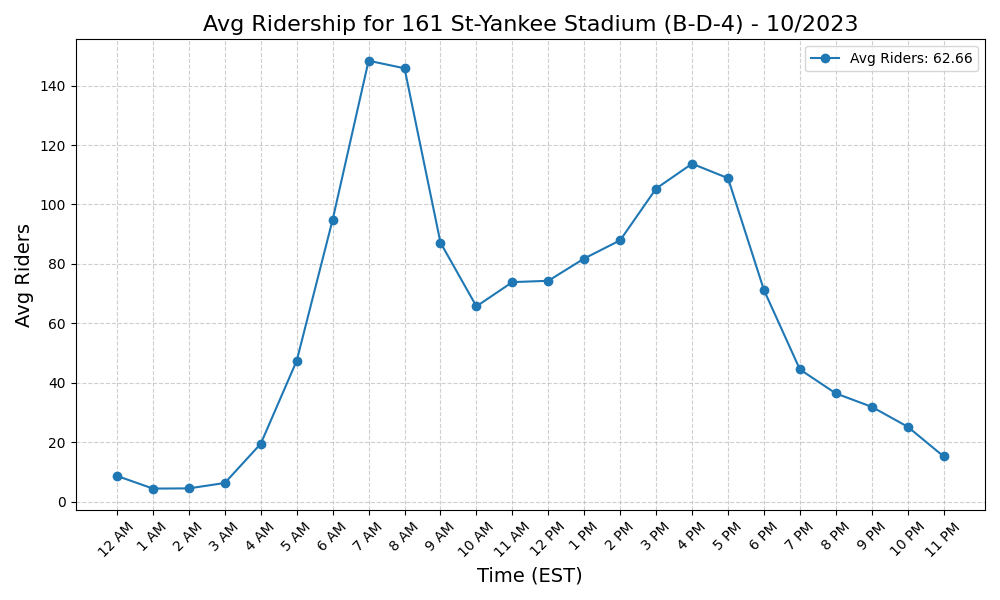 Avg Ridership for 161 St-Yankee Stadium (B-D-4) - 10/2023
Avg Riders: 62.66
Avg Riders
140
120
100
80
60
40
20
0
12 AM
1 AM
2 AM
3 AM
4 AM
5 AM
6 AM
7 AM
8 AM
9 AM
10 AM
11 AM
12 PM
1 PM
2 PM
3 PM
4 PM
5 PM
6 PM
7 PM
8 PM
9 PM
10 PM
11 PM
Time (EST)